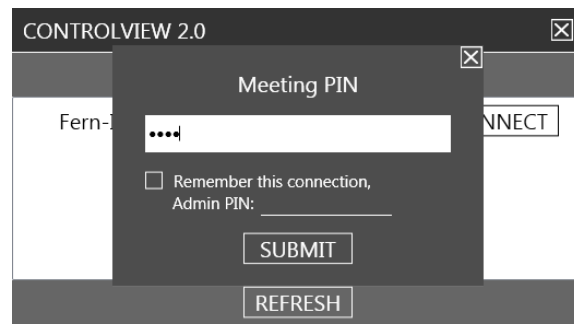 CONTROLVIEW 2.0
Meeting PIN
••••
Remember this connection,
Admin PIN:
SUBMIT
REFRESH